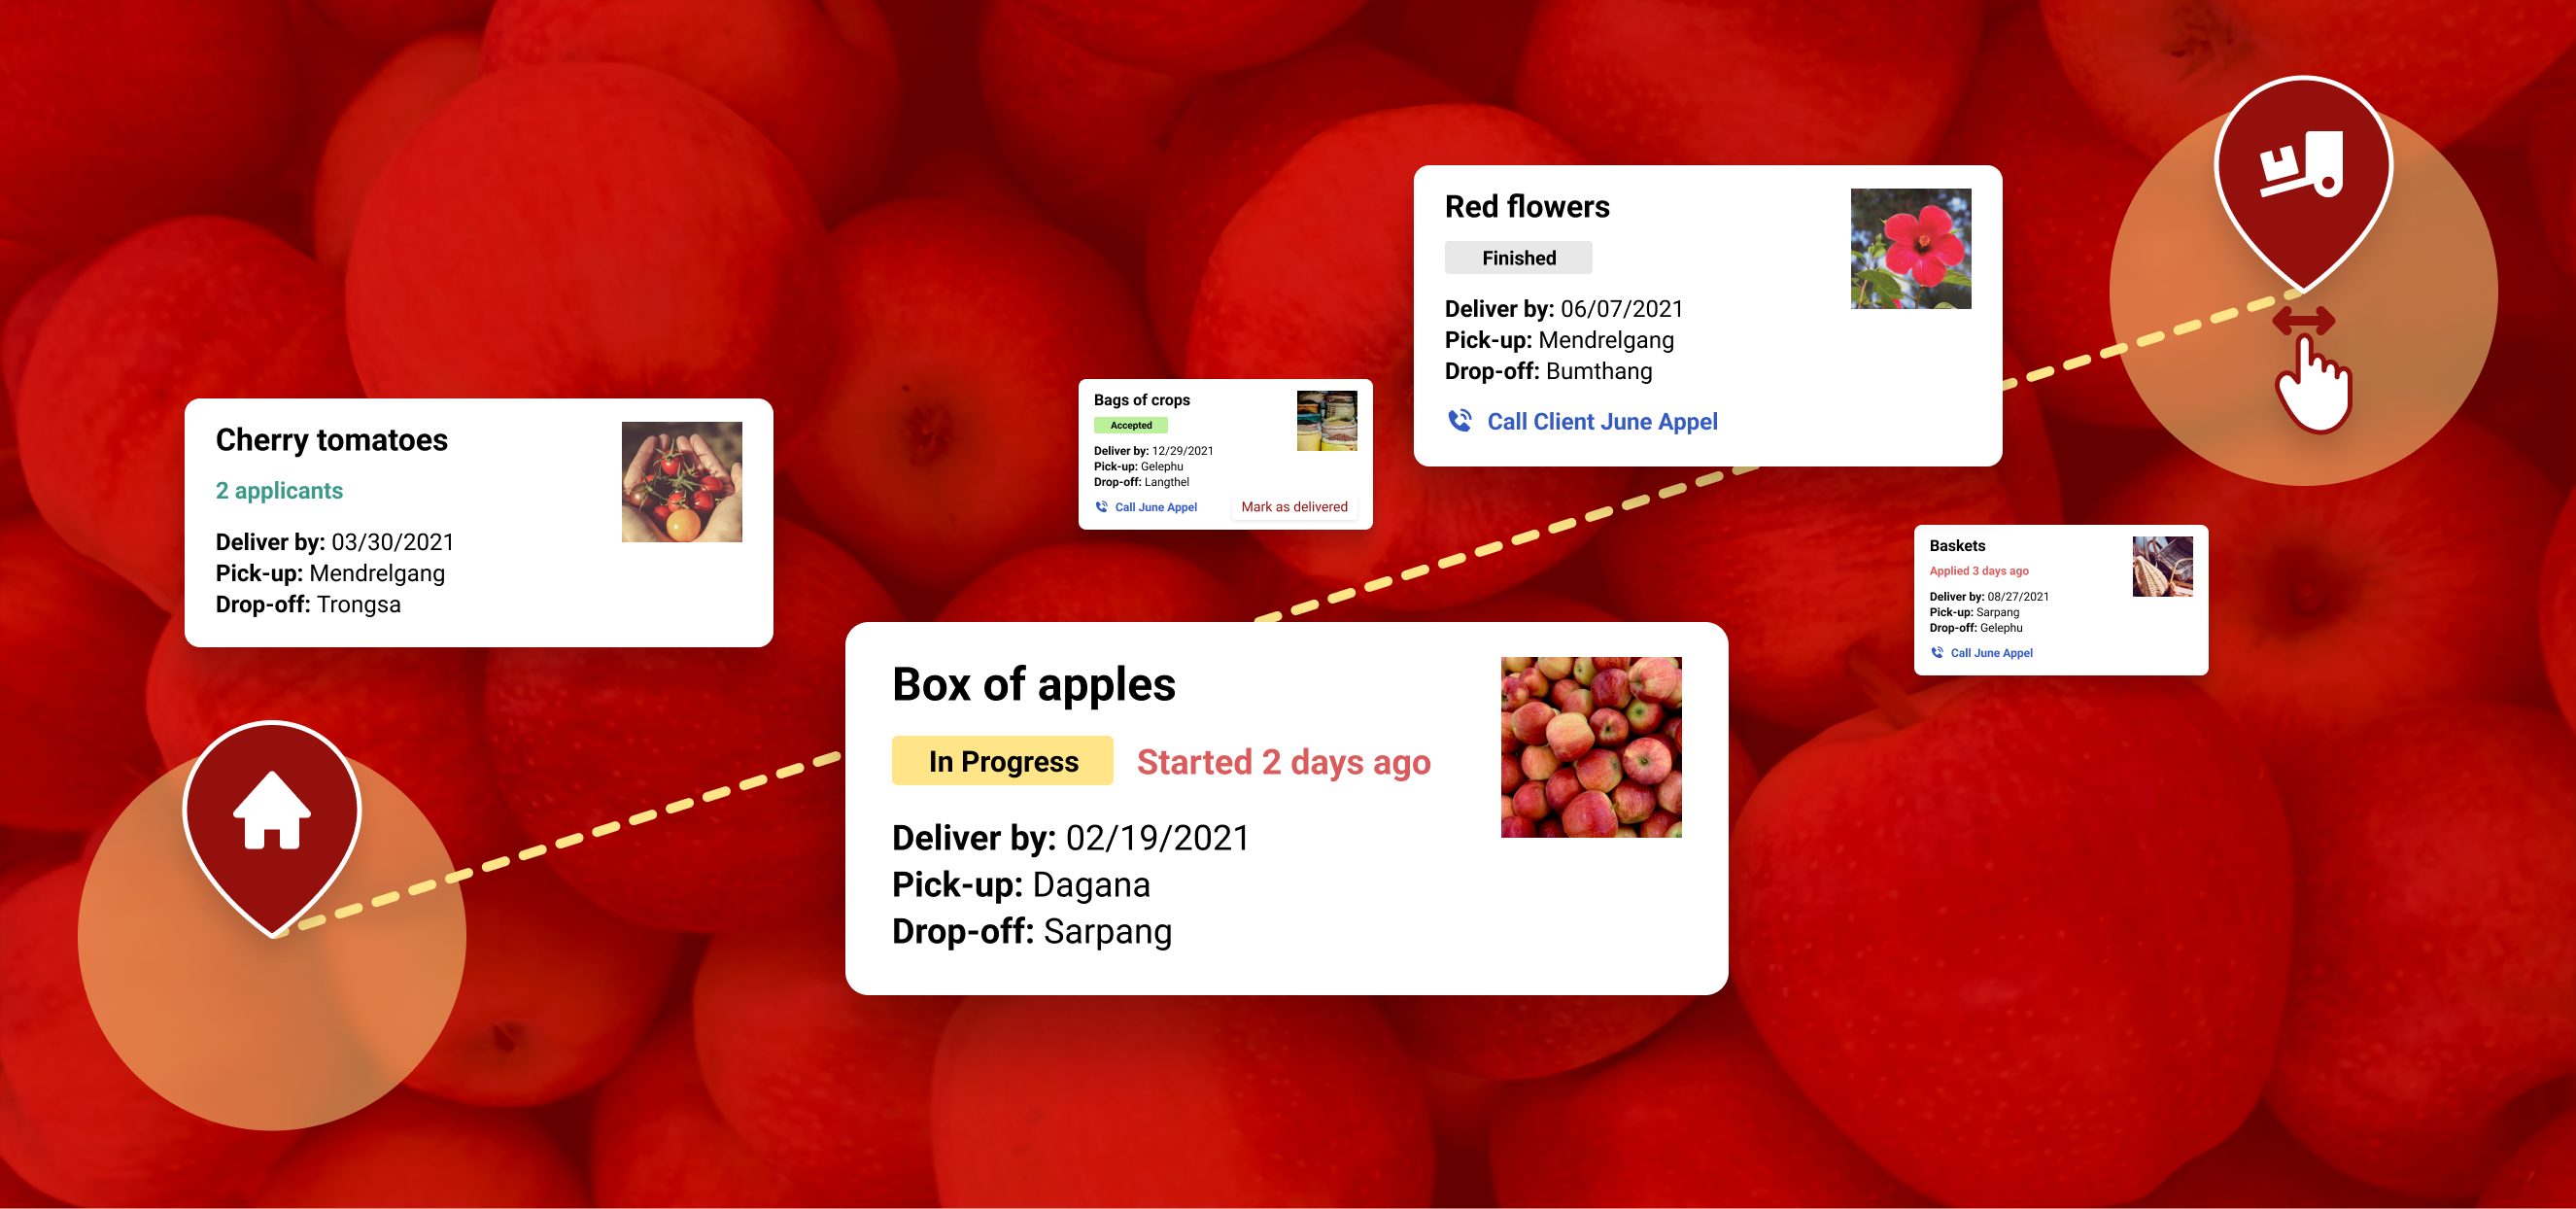 Red flowers
Finished
Deliver by: 06/07/2021
Pick-up: Mendrelgang
Drop-off: Bumthang
Call Client June Appel
Bags of crops
Accepted
Deliver by: 12/29/2021
Pick-up: Gelephu
Drop-off: Langthel
Call June Appel
Mark as delivered
Cherry tomatoes
2 applicants
Deliver by: 03/30/2021
Pick-up: Mendrelgang
Drop-off: Trongsa
Baskets
Applied 3 days ago
Deliver by: 08/27/2021
Pick-up: Sarpang
Drop-off: Gelephu
Call June Appel
Box of apples
In Progress Started 2 days ago
Deliver by: 02/19/2021
Pick-up: Dagana
Drop-off: Sarpang